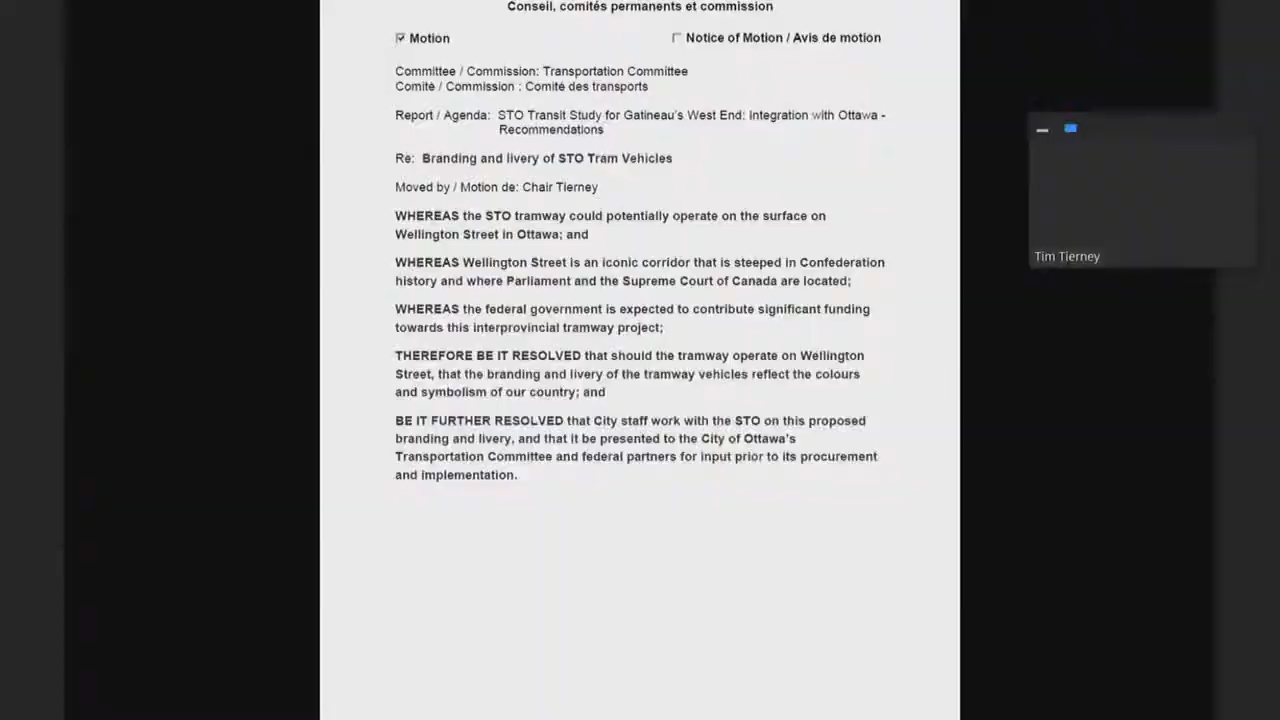 Conseil, comités permanents et commission
Motion
Notice of Motion / Avis de motion
Committee / Commission: Transportation Committee
Comité / Commission : Comité des transports
Report / Agenda: STO Transit Study for Gatineau's West End: Integration with Ottawa -
Recommendations
Re: Branding and livery of STO Tram Vehicles
Moved by / Motion de: Chair Tierney
WHEREAS the STO tramway could potentially operate on the surface on
Wellington Street in Ottawa; and
WHEREAS Wellington Street is an iconic corridor that is steeped in Confederation
history and where Parliament and the Supreme Court of Canada are located;
WHEREAS the federal government is expected to contribute significant funding
towards this interprovincial tramway project;
THEREFORE BE IT RESOLVED that should the tramway operate on Wellington
Street, that the branding and livery of the tramway vehicles reflect the colours
and symbolism of our country; and
BE IT FURTHER RESOLVED that City staff work with the STO on this proposed
branding and livery, and that it be presented to the City of Ottawa's
Transportation Committee and federal partners for input prior to its procurement
and implementation.
Tim Tierney